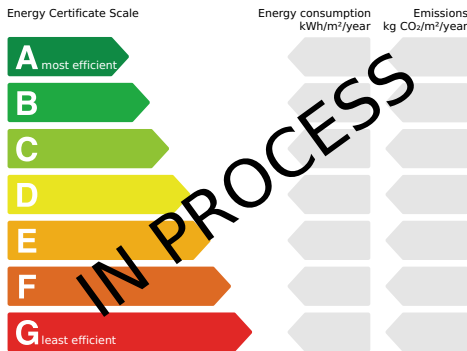 Energy Certificate Scale
Energy consumption
kWh/m²/year
Emissions
kg CO₂/m²/year
A most efficient
B
C
D
E
F
G least efficient
IN PROCESS